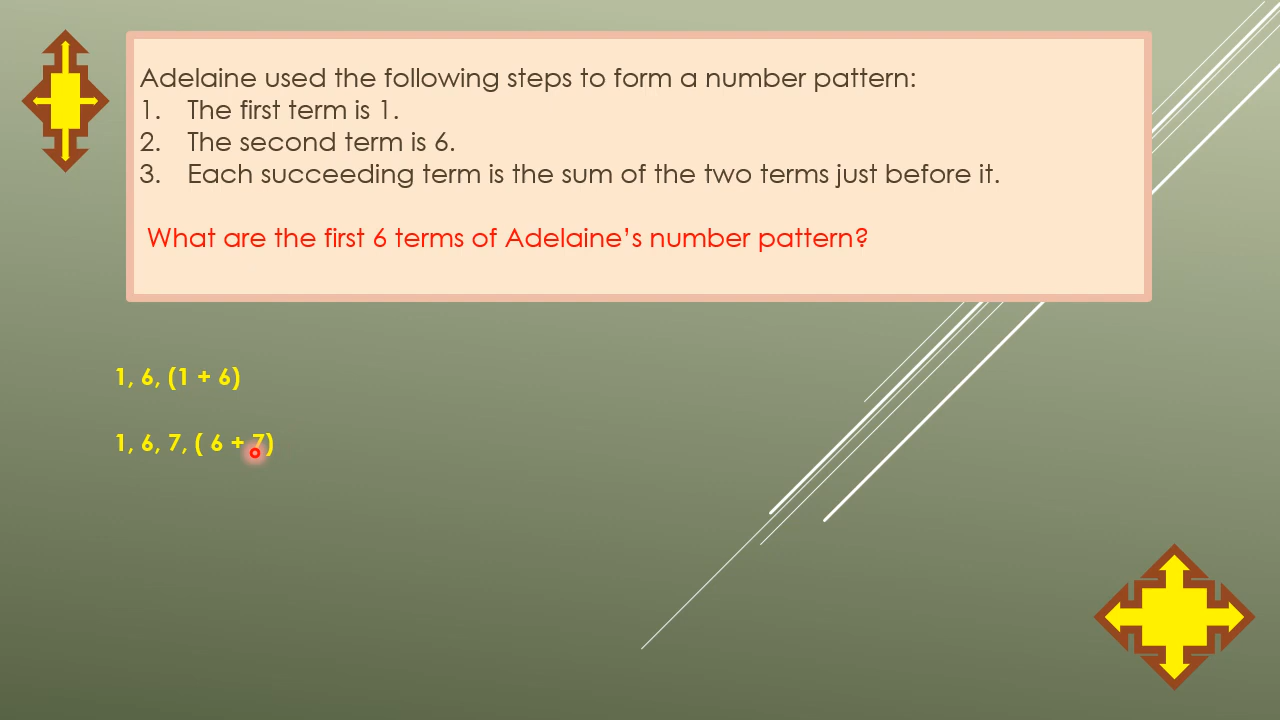 Adelaine used the following steps to form a number pattern:
1. The first term is 1.
2. The second term is 6.
3. Each succeeding term is the sum of the two terms just before it.
What are the first 6 terms of Adelaine’s number pattern?
1, 6, (1 + 6)
1, 6, 7, ( 6 + 7)